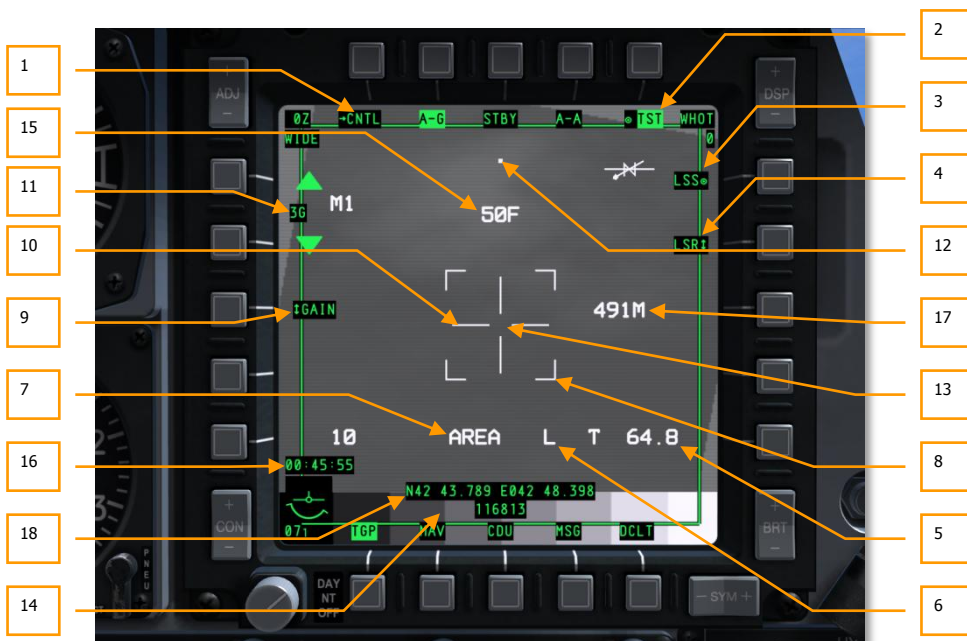 2
1
ADJ
DSP
3
15
0Z →CNTL A-G STBY A-A TST WHOT
WIDE
0
LSS
4
11
3G
M1
50F
LSR↕
10
12
↕GAIN
491M
9
17
7
13
10
AREA L T 64.8
16
00:45:55
8
N42 43.789 E042 48.398
116813
CON
BRT
18
07
TGP MAV CDU MSG DCLT
5
PNEU
DAY
NT
OFF
- SYM +
14
6